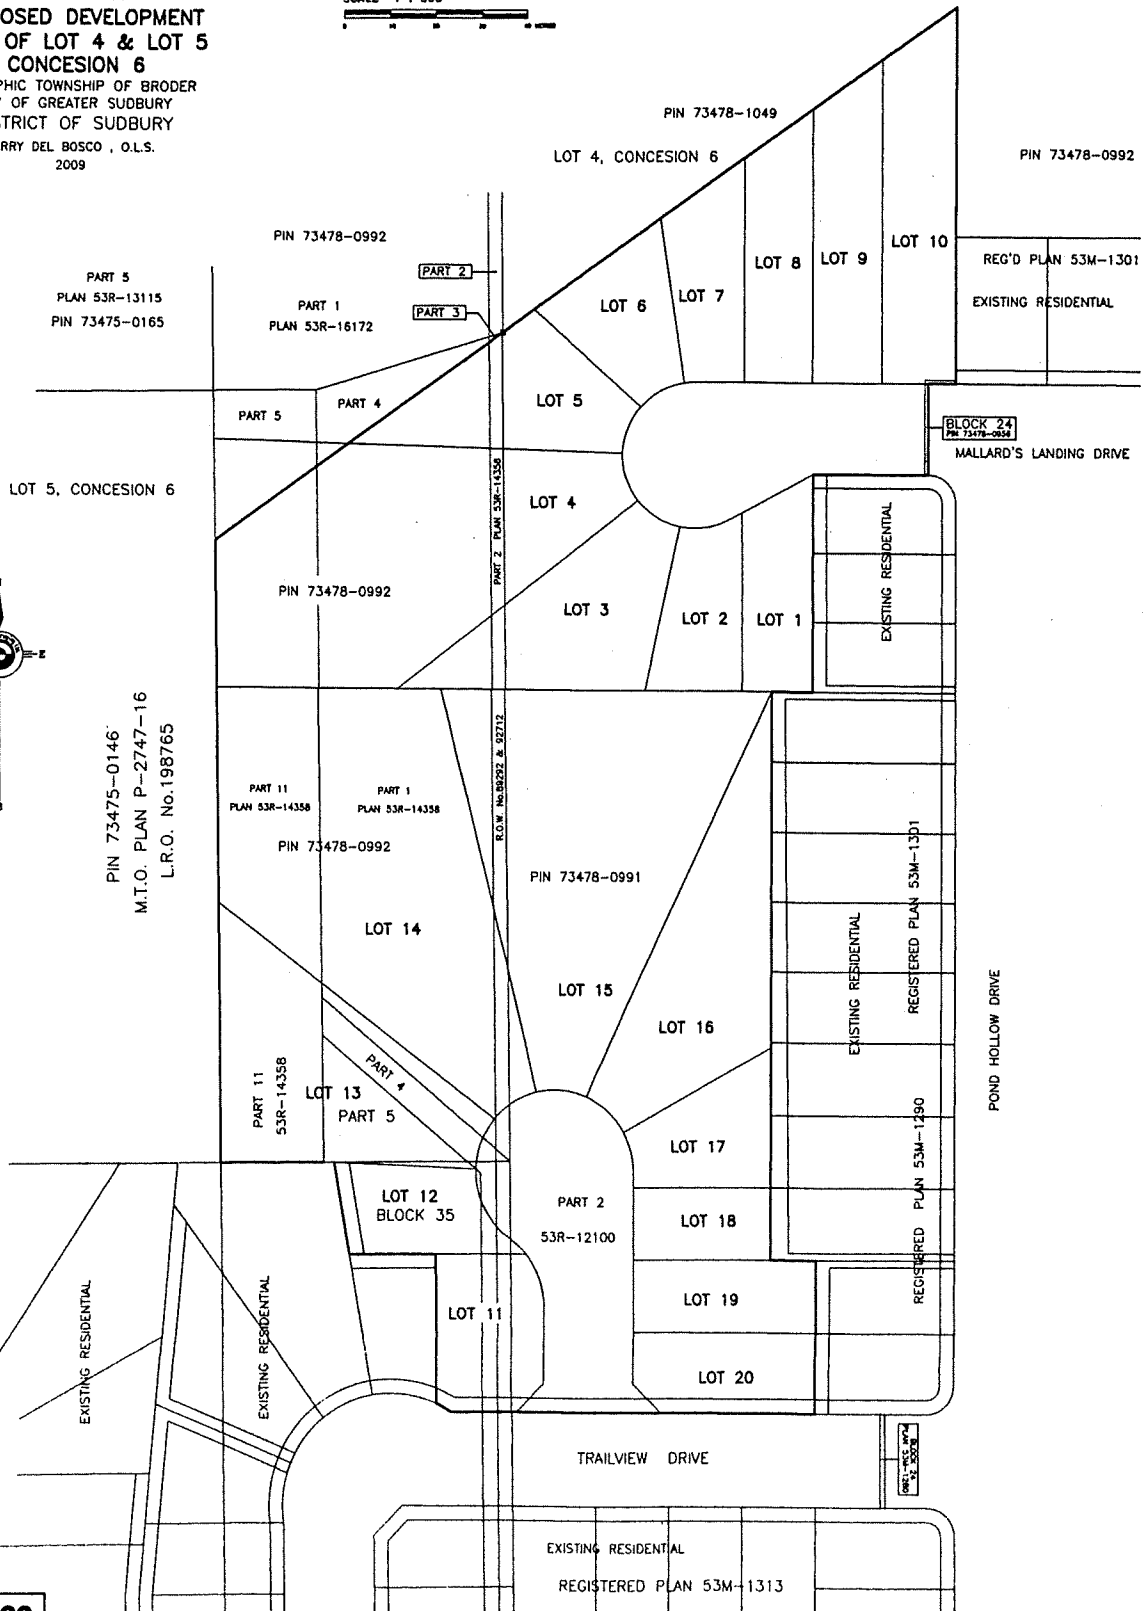 OSED DEVELOPMENT
OF LOT 4 & LOT 5
CONCESION 6
PHIC TOWNSHIP OF BRODER
OF GREATER SUDBURY
STRICT OF SUDBURY
RRY DEL BOSCO , O.L.S.
2009
PIN 73478-1049
LOT 4, CONCESION 6
PIN 73478-0992
PIN 73478-0992
PART 5
PLAN 53R-13115
PIN 73475-0165
PART 1
PLAN 53R-16172
PART 2
PART 3
LOT 10
LOT 9
LOT 8
LOT 7
LOT 6
REG'D PLAN 53M-1301
EXISTING RESIDENTIAL
PART 5
PART 4
LOT 5
BLOCK 24
MALLARD'S LANDING DRIVE
LOT 5, CONCESION 6
LOT 4
PART 2 PLAN 53R-14358
EXISTING RESIDENTIAL
PIN 73478-0992
LOT 3
LOT 2
LOT 1
E
PIN 73475-0146
M.T.O. PLAN P-2747-16
L.R.O. No.198765
R.O.W. No.89292 & 92712
PART 11
PLAN 53R-14358
PART 1
PLAN 53R-14358
PIN 73478-0992
PIN 73478-0991
LOT 14
LOT 15
LOT 16
EXISTING RESIDENTIAL
REGISTERED PLAN 53M-1301
POND HOLLOW DRIVE
PART 11
53R-14358
LOT 13
PART 4
PART 5
LOT 17
REGISTERED PLAN 53M-1290
LOT 12
BLOCK 35
PART 2
53R-12100
LOT 18
LOT 11
LOT 19
LOT 20
EXISTING RESIDENTIAL
EXISTING RESIDENTIAL
TRAILVIEW DRIVE
BLOCK 24
PLAN 53M-1290
EXISTING RESIDENTIAL
REGISTERED PLAN 53M-1313